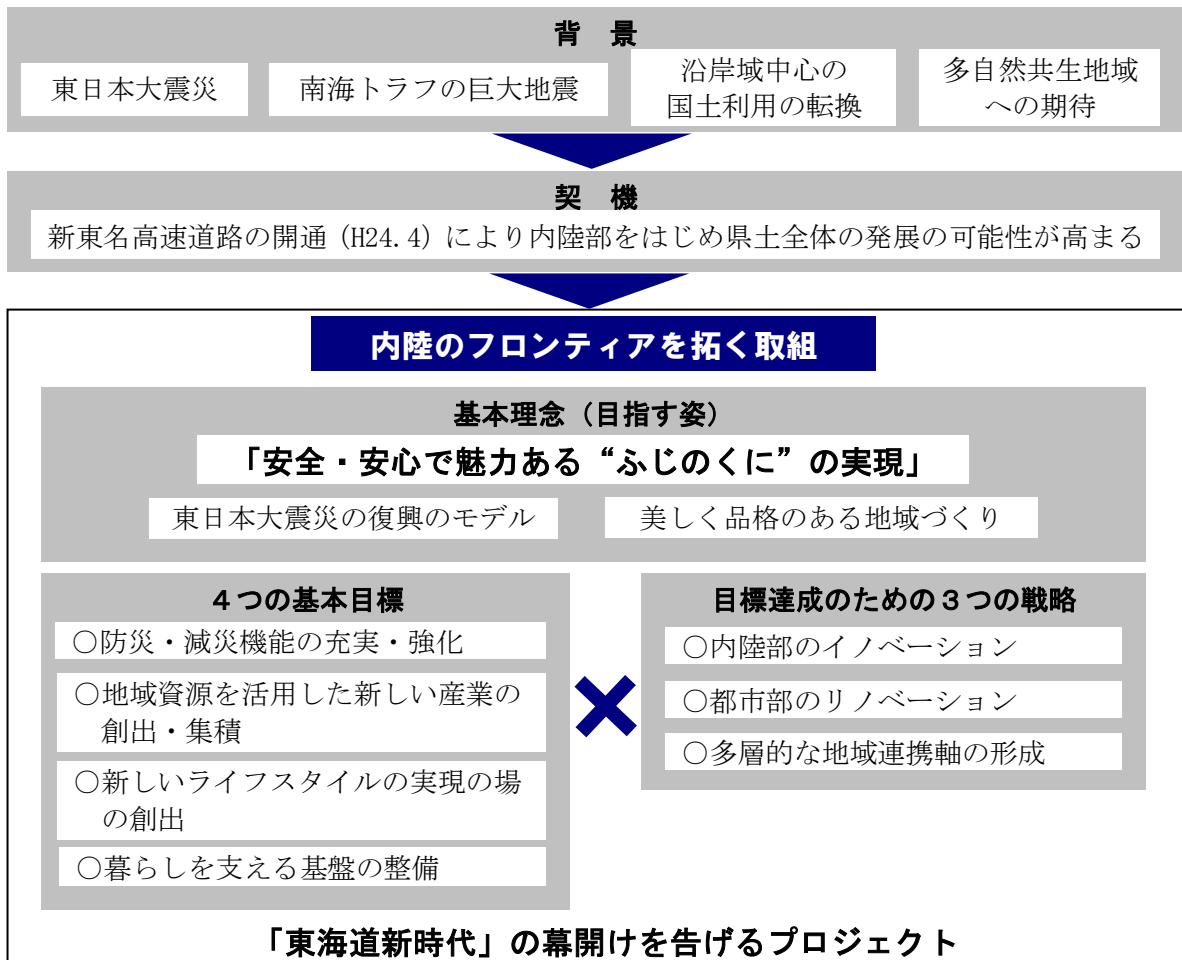 背 景
東日本大震災
南海トラフの巨大地震
沿岸域中心の
国土利用の転換
多自然共生地域
への期待
契 機
新東名高速道路の開通（H24.4）により内陸部をはじめ県土全体の発展の可能性が高まる
内陸のフロンティアを拓く取組
基本理念（目指す姿）
「安全・安心で魅力ある“ふじのくに”の実現」
東日本大震災の復興のモデル
美しく品格のある地域づくり
４つの基本目標
○防災・減災機能の充実・強化
○地域資源を活用した新しい産業の
創出・集積
○新しいライフスタイルの実現の場
の創出
○暮らしを支える基盤の整備
目標達成のための３つの戦略
○内陸部のイノベーション
○都市部のリノベーション
○多層的な地域連携軸の形成
「東海道新時代」の幕開けを告げるプロジェクト